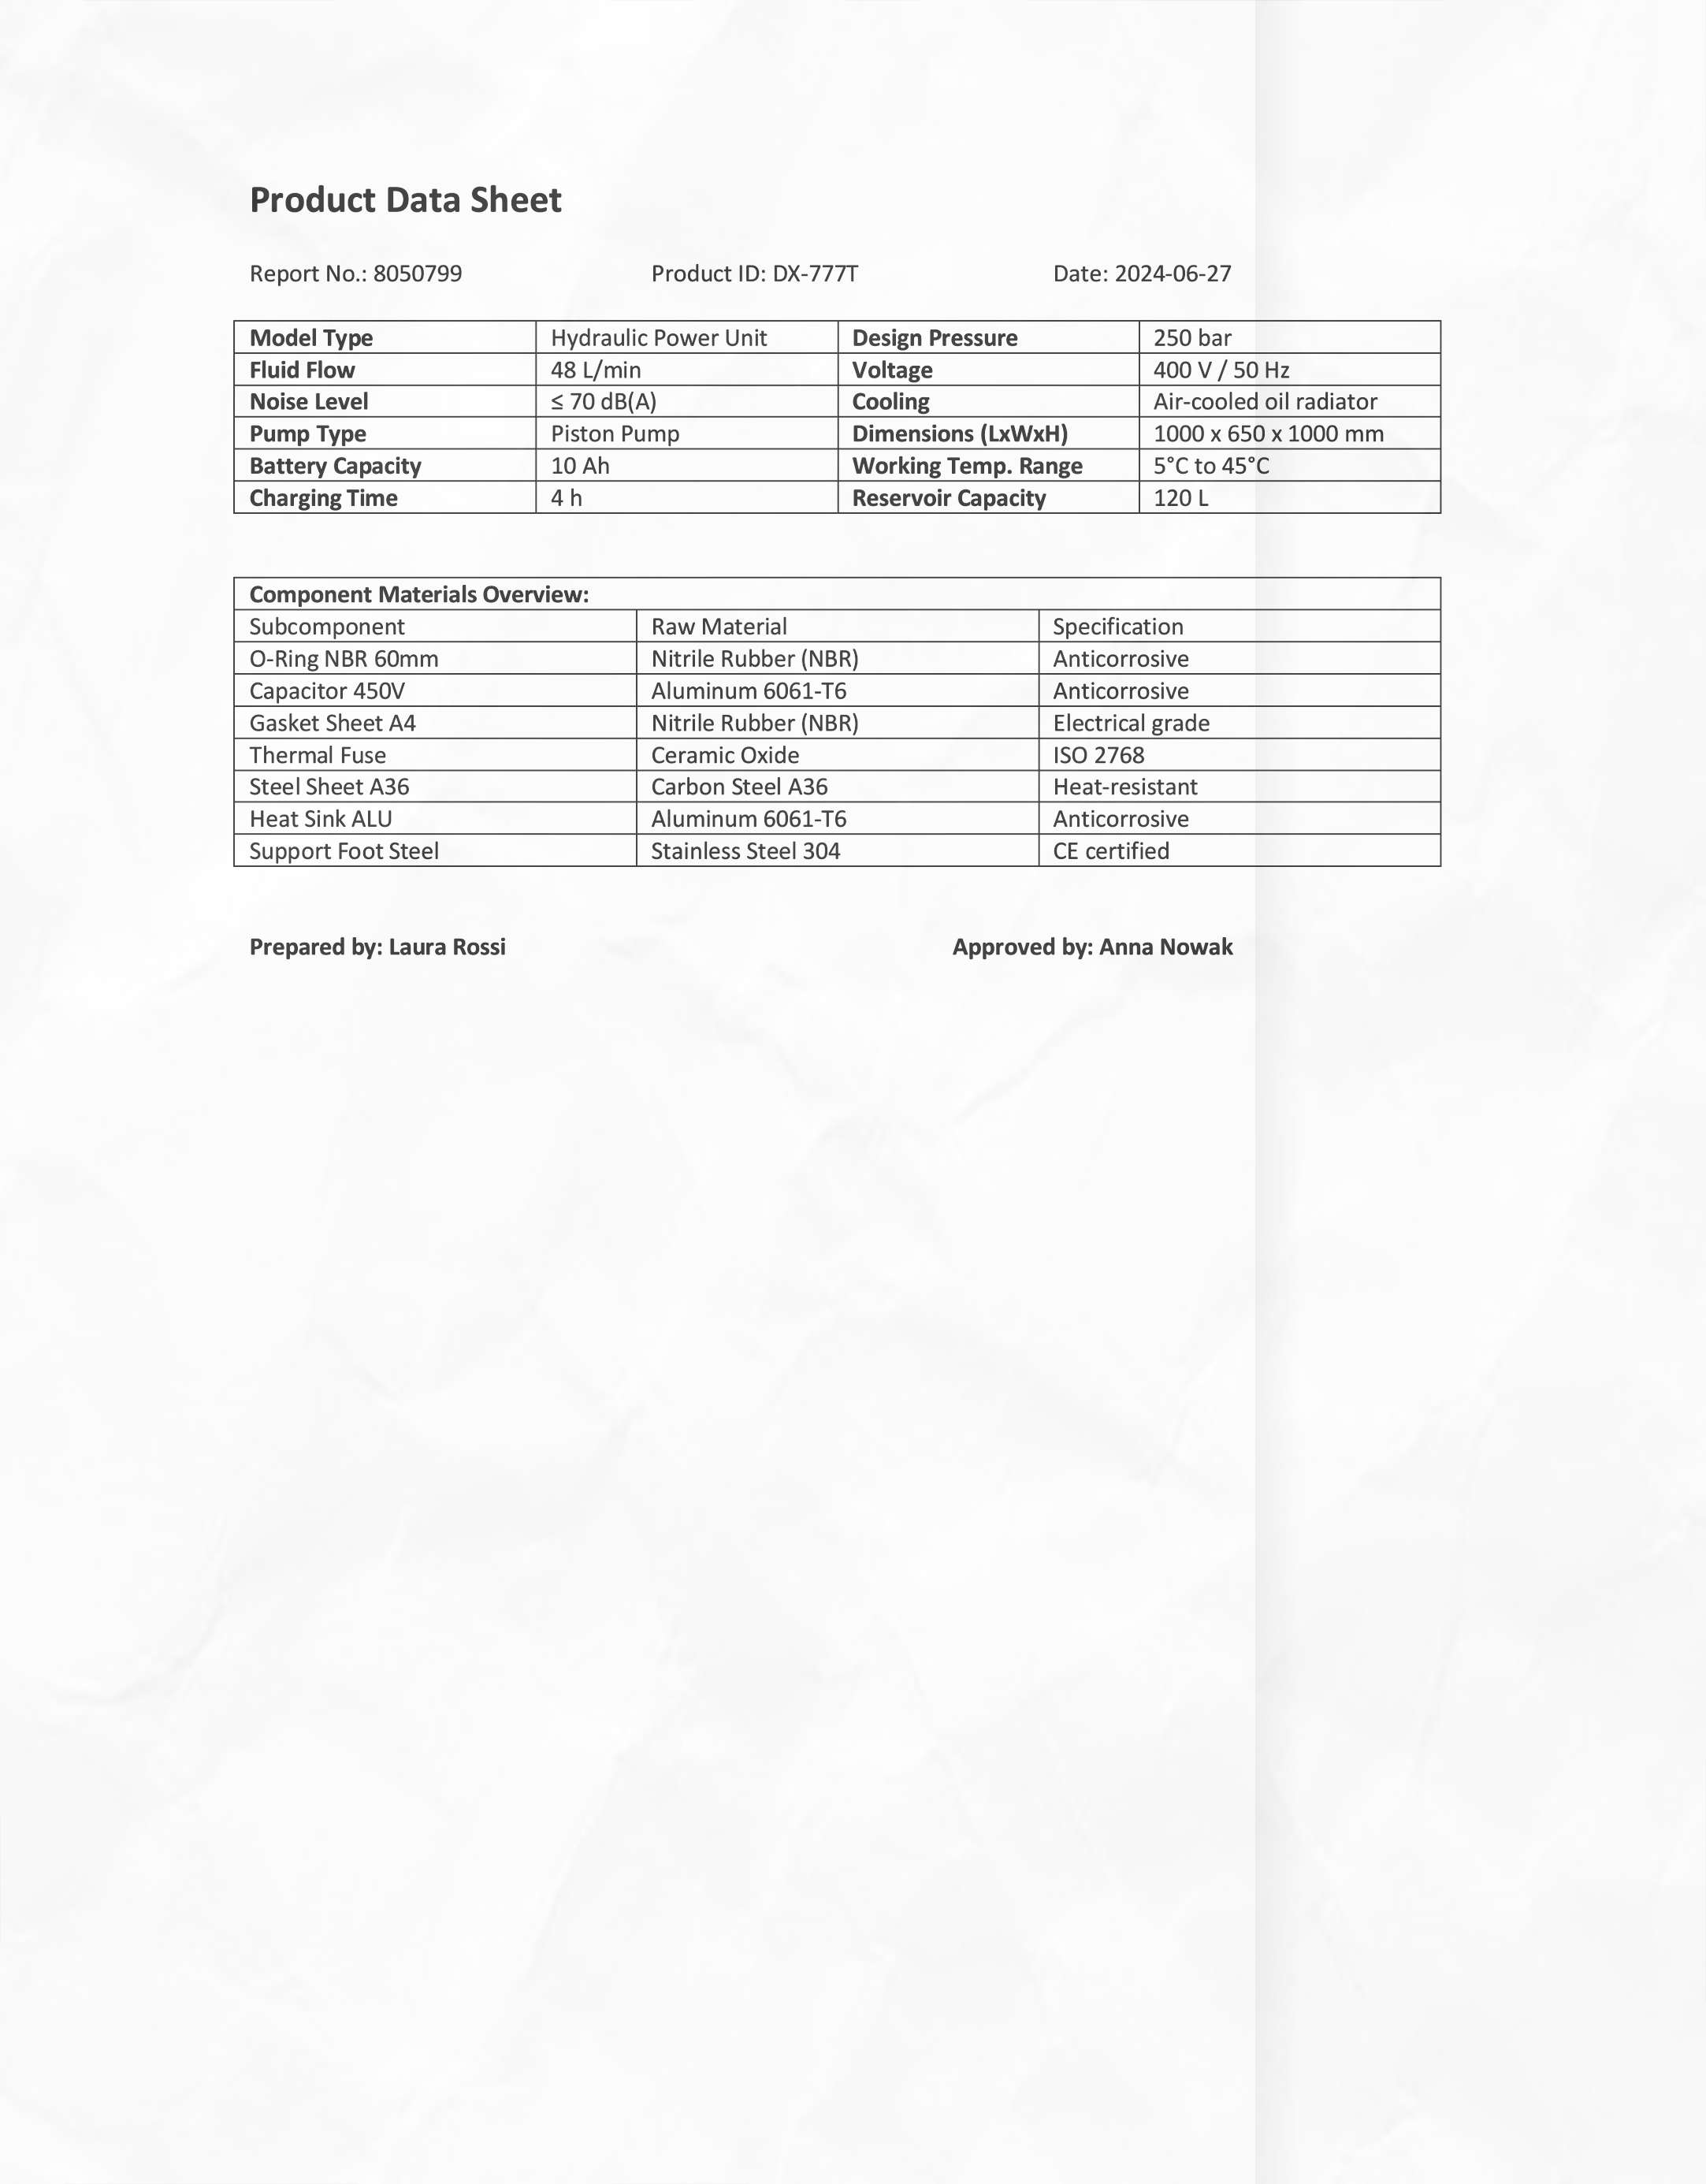 Product Data Sheet
Report No.: 8050799 Product ID: DX-777T Date: 2024-06-27
Model Type Hydraulic Power Unit Design Pressure 250 bar
Fluid Flow 48 L/min Voltage 400 V / 50 Hz
Noise Level ≤ 70 dB(A) Cooling Air-cooled oil radiator
Pump Type Piston Pump Dimensions (LxWxH) 1000 x 650 x 1000 mm
Battery Capacity 10 Ah Working Temp. Range 5°C to 45°C
Charging Time 4 h Reservoir Capacity 120 L
Component Materials Overview:
Subcomponent Raw Material Specification
O-Ring NBR 60mm Nitrile Rubber (NBR) Anticorrosive
Capacitor 450V Aluminum 6061-T6 Anticorrosive
Gasket Sheet A4 Nitrile Rubber (NBR) Electrical grade
Thermal Fuse Ceramic Oxide ISO 2768
Steel Sheet A36 Carbon Steel A36 Heat-resistant
Heat Sink ALU Aluminum 6061-T6 Anticorrosive
Support Foot Steel Stainless Steel 304 CE certified
Prepared by: Laura Rossi Approved by: Anna Nowak